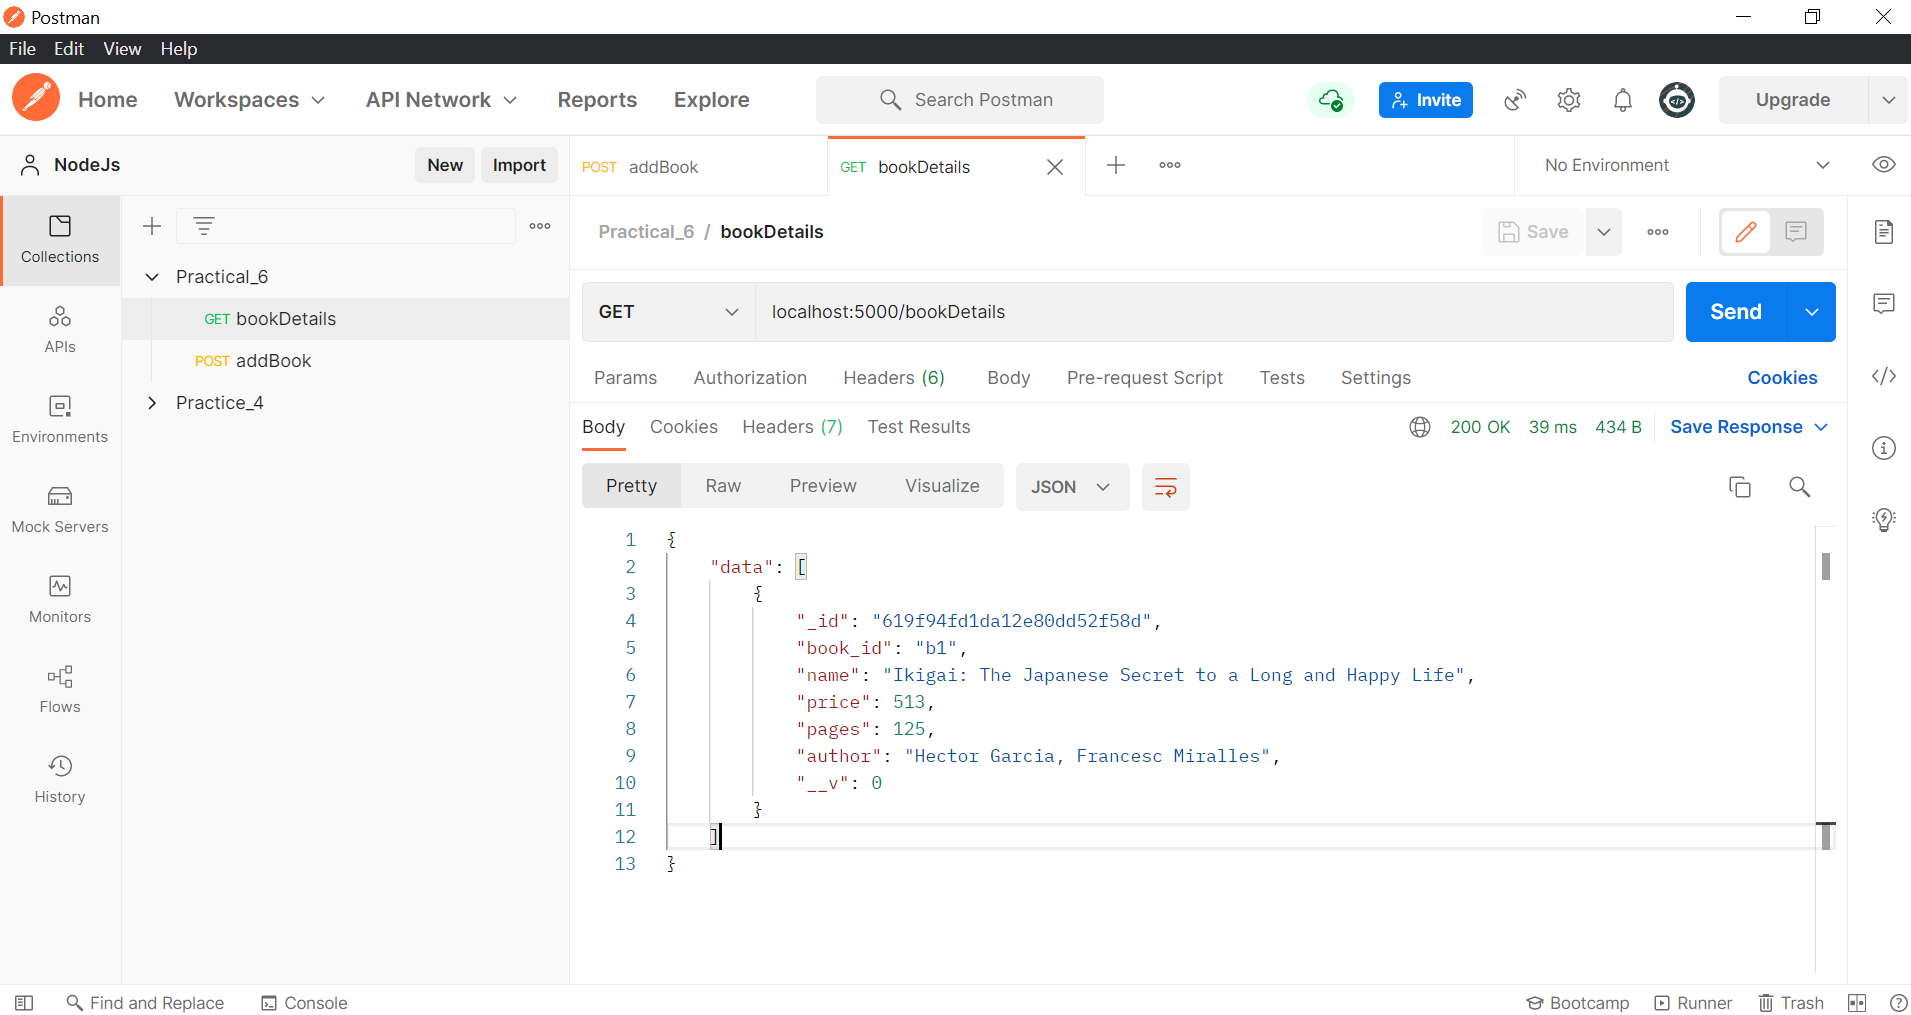 Postman
File Edit View Help
Home Workspaces API Network Reports Explore Search Postman Invite Upgrade
NodeJs New Import POST addBook GET bookDetails No Environment
Collections
APIs
Environments
Mock Servers
Monitors
Flows
History
Practical_6
GET bookDetails
POST addBook
Practice_4
Practical_6 / bookDetails Save
GET localhost:5000/bookDetails Send
Params Authorization Headers (6) Body Pre-request Script Tests Settings Cookies
Body Cookies Headers (7) Test Results 200 OK 39 ms 434 B Save Response
Pretty Raw Preview Visualize JSON
1 {
2 "data": [
3 {
4 "_id": "619f94fd1da12e80dd52f58d",
5 "book_id": "b1",
6 "name": "Ikigai: The Japanese Secret to a Long and Happy Life",
7 "price": 513,
8 "pages": 125,
9 "author": "Hector Garcia, Francesc Miralles",
10 "__v": 0
11 }
12 ]
13 }
Find and Replace Console Bootcamp Runner Trash